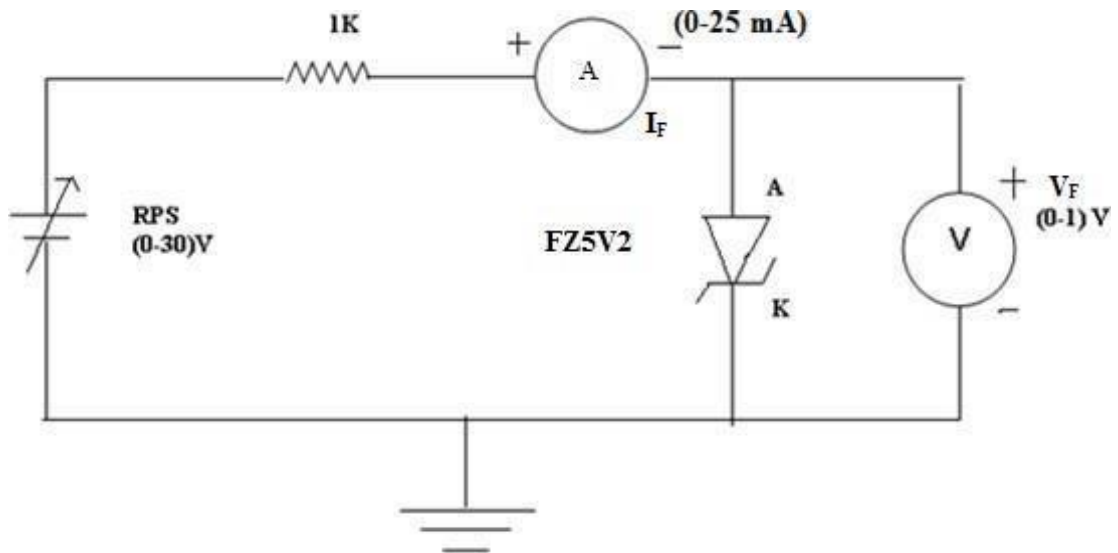 1K
+
−
(0-25 mA)
A
I_F
RPS
(0-30)V
FZ5V2
A
K
V
+
V_F
(0-1) V
−